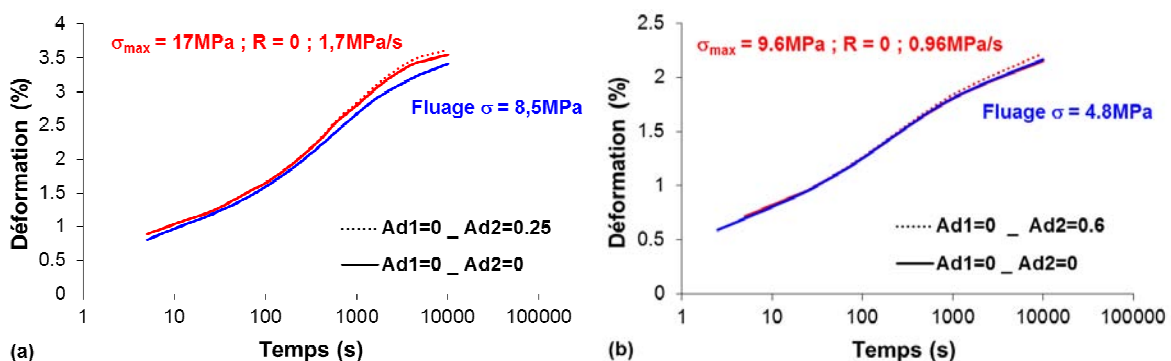 4
3.5
3
2.5
2
1.5
1
0.5
0
Déformation (%)
σmax = 17MPa ; R = 0 ; 1,7MPa/s
Fluage σ = 8,5MPa
Ad1=0 _ Ad2=0.25
Ad1=0 _ Ad2=0
1 10 100 1000 10000 100000
Temps (s)
(a)
2.5
2
1.5
1
0.5
0
Déformation (%)
σmax = 9.6MPa ; R = 0 ; 0.96MPa/s
Fluage σ = 4.8MPa
Ad1=0 _ Ad2=0.6
Ad1=0 _ Ad2=0
1 10 100 1000 10000 100000
Temps (s)
(b)